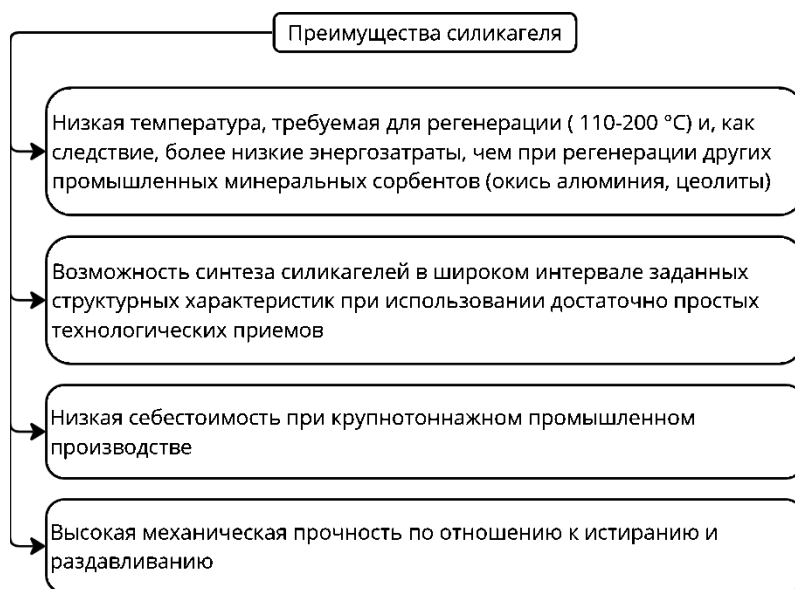 Преимущества силикагеля
Низкая температура, требуемая для регенерации ( 110-200 °C) и, как
следствие, более низкие энергозатраты, чем при регенерации других
промышленных минеральных сорбентов (окись алюминия, цеолиты)
Возможность синтеза силикагелей в широком интервале заданных
структурных характеристик при использовании достаточно простых
технологических приемов
Низкая себестоимость при крупнотоннажном промышленном
производстве
Высокая механическая прочность по отношению к истиранию и
раздавливанию